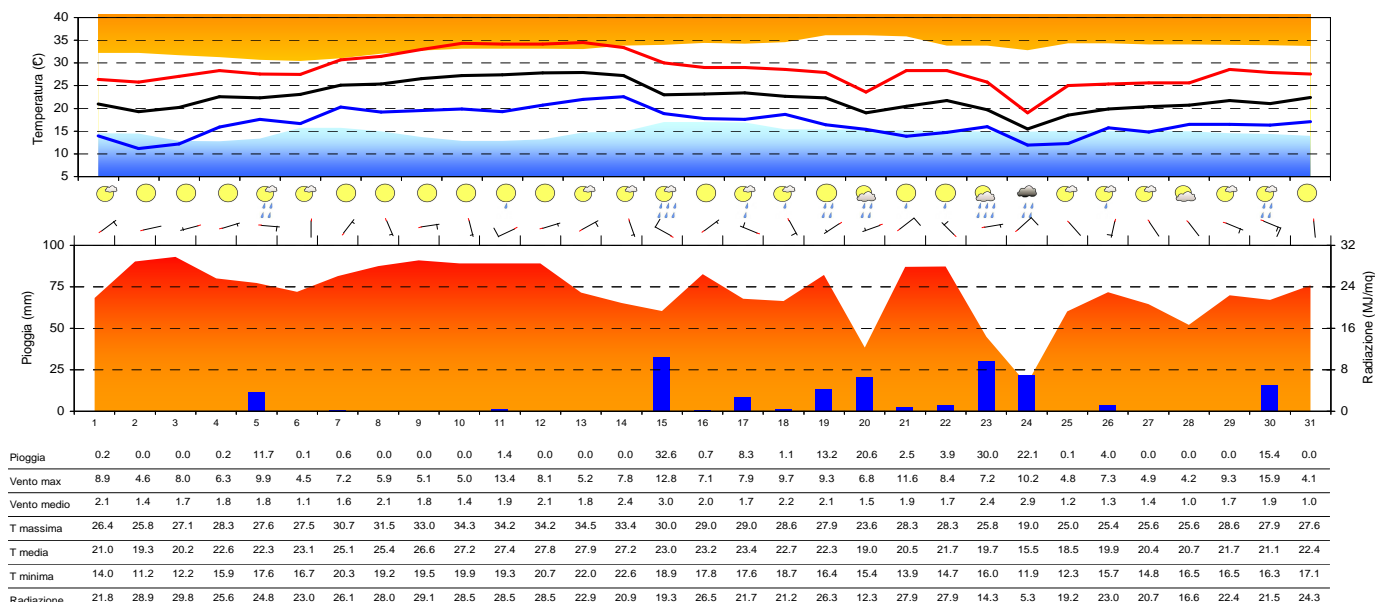 40
35
30
25
20
15
10
5
Temperatura (C)
100
75
50
25
0
Pioggia (mm)
32
24
16
8
0
Radiazione (MJ/mq)
1 2 3 4 5 6 7 8 9 10 11 12 13 14 15 16 17 18 19 20 21 22 23 24 25 26 27 28 29 30 31
Pioggia 0.2 0.0 0.0 0.2 11.7 0.1 0.6 0.0 0.0 0.0 1.4 0.0 0.0 0.0 32.6 0.7 8.3 1.1 13.2 20.6 2.5 3.9 30.0 22.1 0.1 4.0 0.0 0.0 0.0 15.4 0.0
Vento max 8.9 4.6 8.0 6.3 9.9 4.5 7.2 5.9 5.1 5.0 13.4 8.1 5.2 7.8 12.8 7.1 7.9 9.7 9.3 6.8 11.6 8.4 7.2 10.2 4.8 7.3 4.9 4.2 9.3 15.9 4.1
Vento medio 2.1 1.4 1.7 1.8 1.8 1.1 1.6 2.1 1.8 1.4 1.9 2.1 1.8 2.4 3.0 2.0 1.7 2.2 2.1 1.5 1.9 1.7 2.4 2.9 1.2 1.3 1.4 1.0 1.7 1.9 1.0
T massima 26.4 25.8 27.1 28.3 27.6 27.5 30.7 31.5 33.0 34.3 34.2 34.2 34.5 33.4 30.0 29.0 29.0 28.6 27.9 23.6 28.3 28.3 25.8 19.0 25.0 25.4 25.6 25.6 28.6 27.9 27.6
T media 21.0 19.3 20.2 22.6 22.3 23.1 25.1 25.4 26.6 27.2 27.4 27.8 27.9 27.2 23.0 23.2 23.4 22.7 22.3 19.0 20.5 21.7 19.7 15.5 18.5 19.9 20.4 20.7 21.7 21.1 22.4
T minima 14.0 11.2 12.2 15.9 17.6 16.7 20.3 19.2 19.5 19.9 19.3 20.7 22.0 22.6 18.9 17.8 17.6 18.7 16.4 15.4 13.9 14.7 16.0 11.9 12.3 15.7 14.8 16.5 16.5 16.3 17.1
Radiazione 21.8 28.9 29.8 25.6 24.8 23.0 26.1 28.0 29.1 28.5 28.5 28.5 22.9 20.9 19.3 26.5 21.7 21.2 26.3 12.3 27.9 27.9 14.3 5.3 19.2 23.0 20.7 16.6 22.4 21.5 24.3